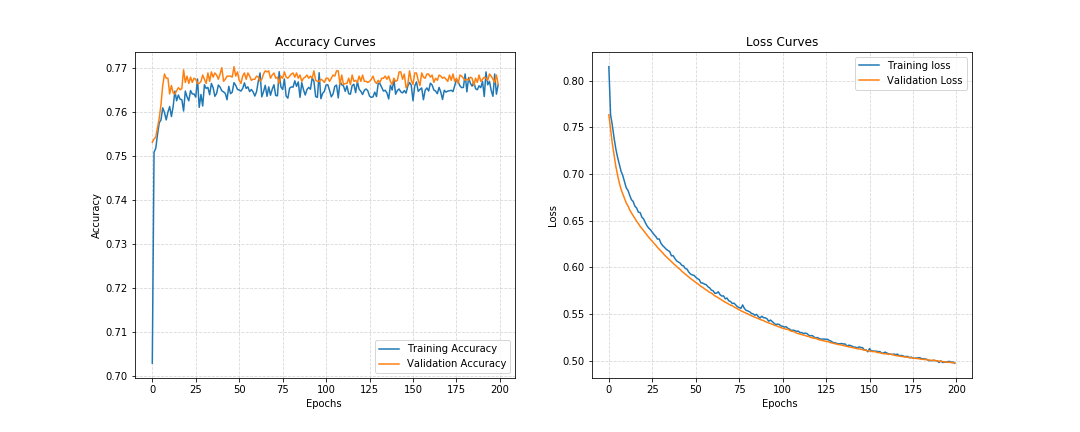 Accuracy Curves
0.77
0.76
0.75
0.74
0.73
0.72
0.71
0.70
Accuracy
0 25 50 75 100 125 150 175 200
Epochs
Training Accuracy
Validation Accuracy
Loss Curves
0.80
0.75
0.70
0.65
0.60
0.55
0.50
Loss
0 25 50 75 100 125 150 175 200
Epochs
Training loss
Validation Loss